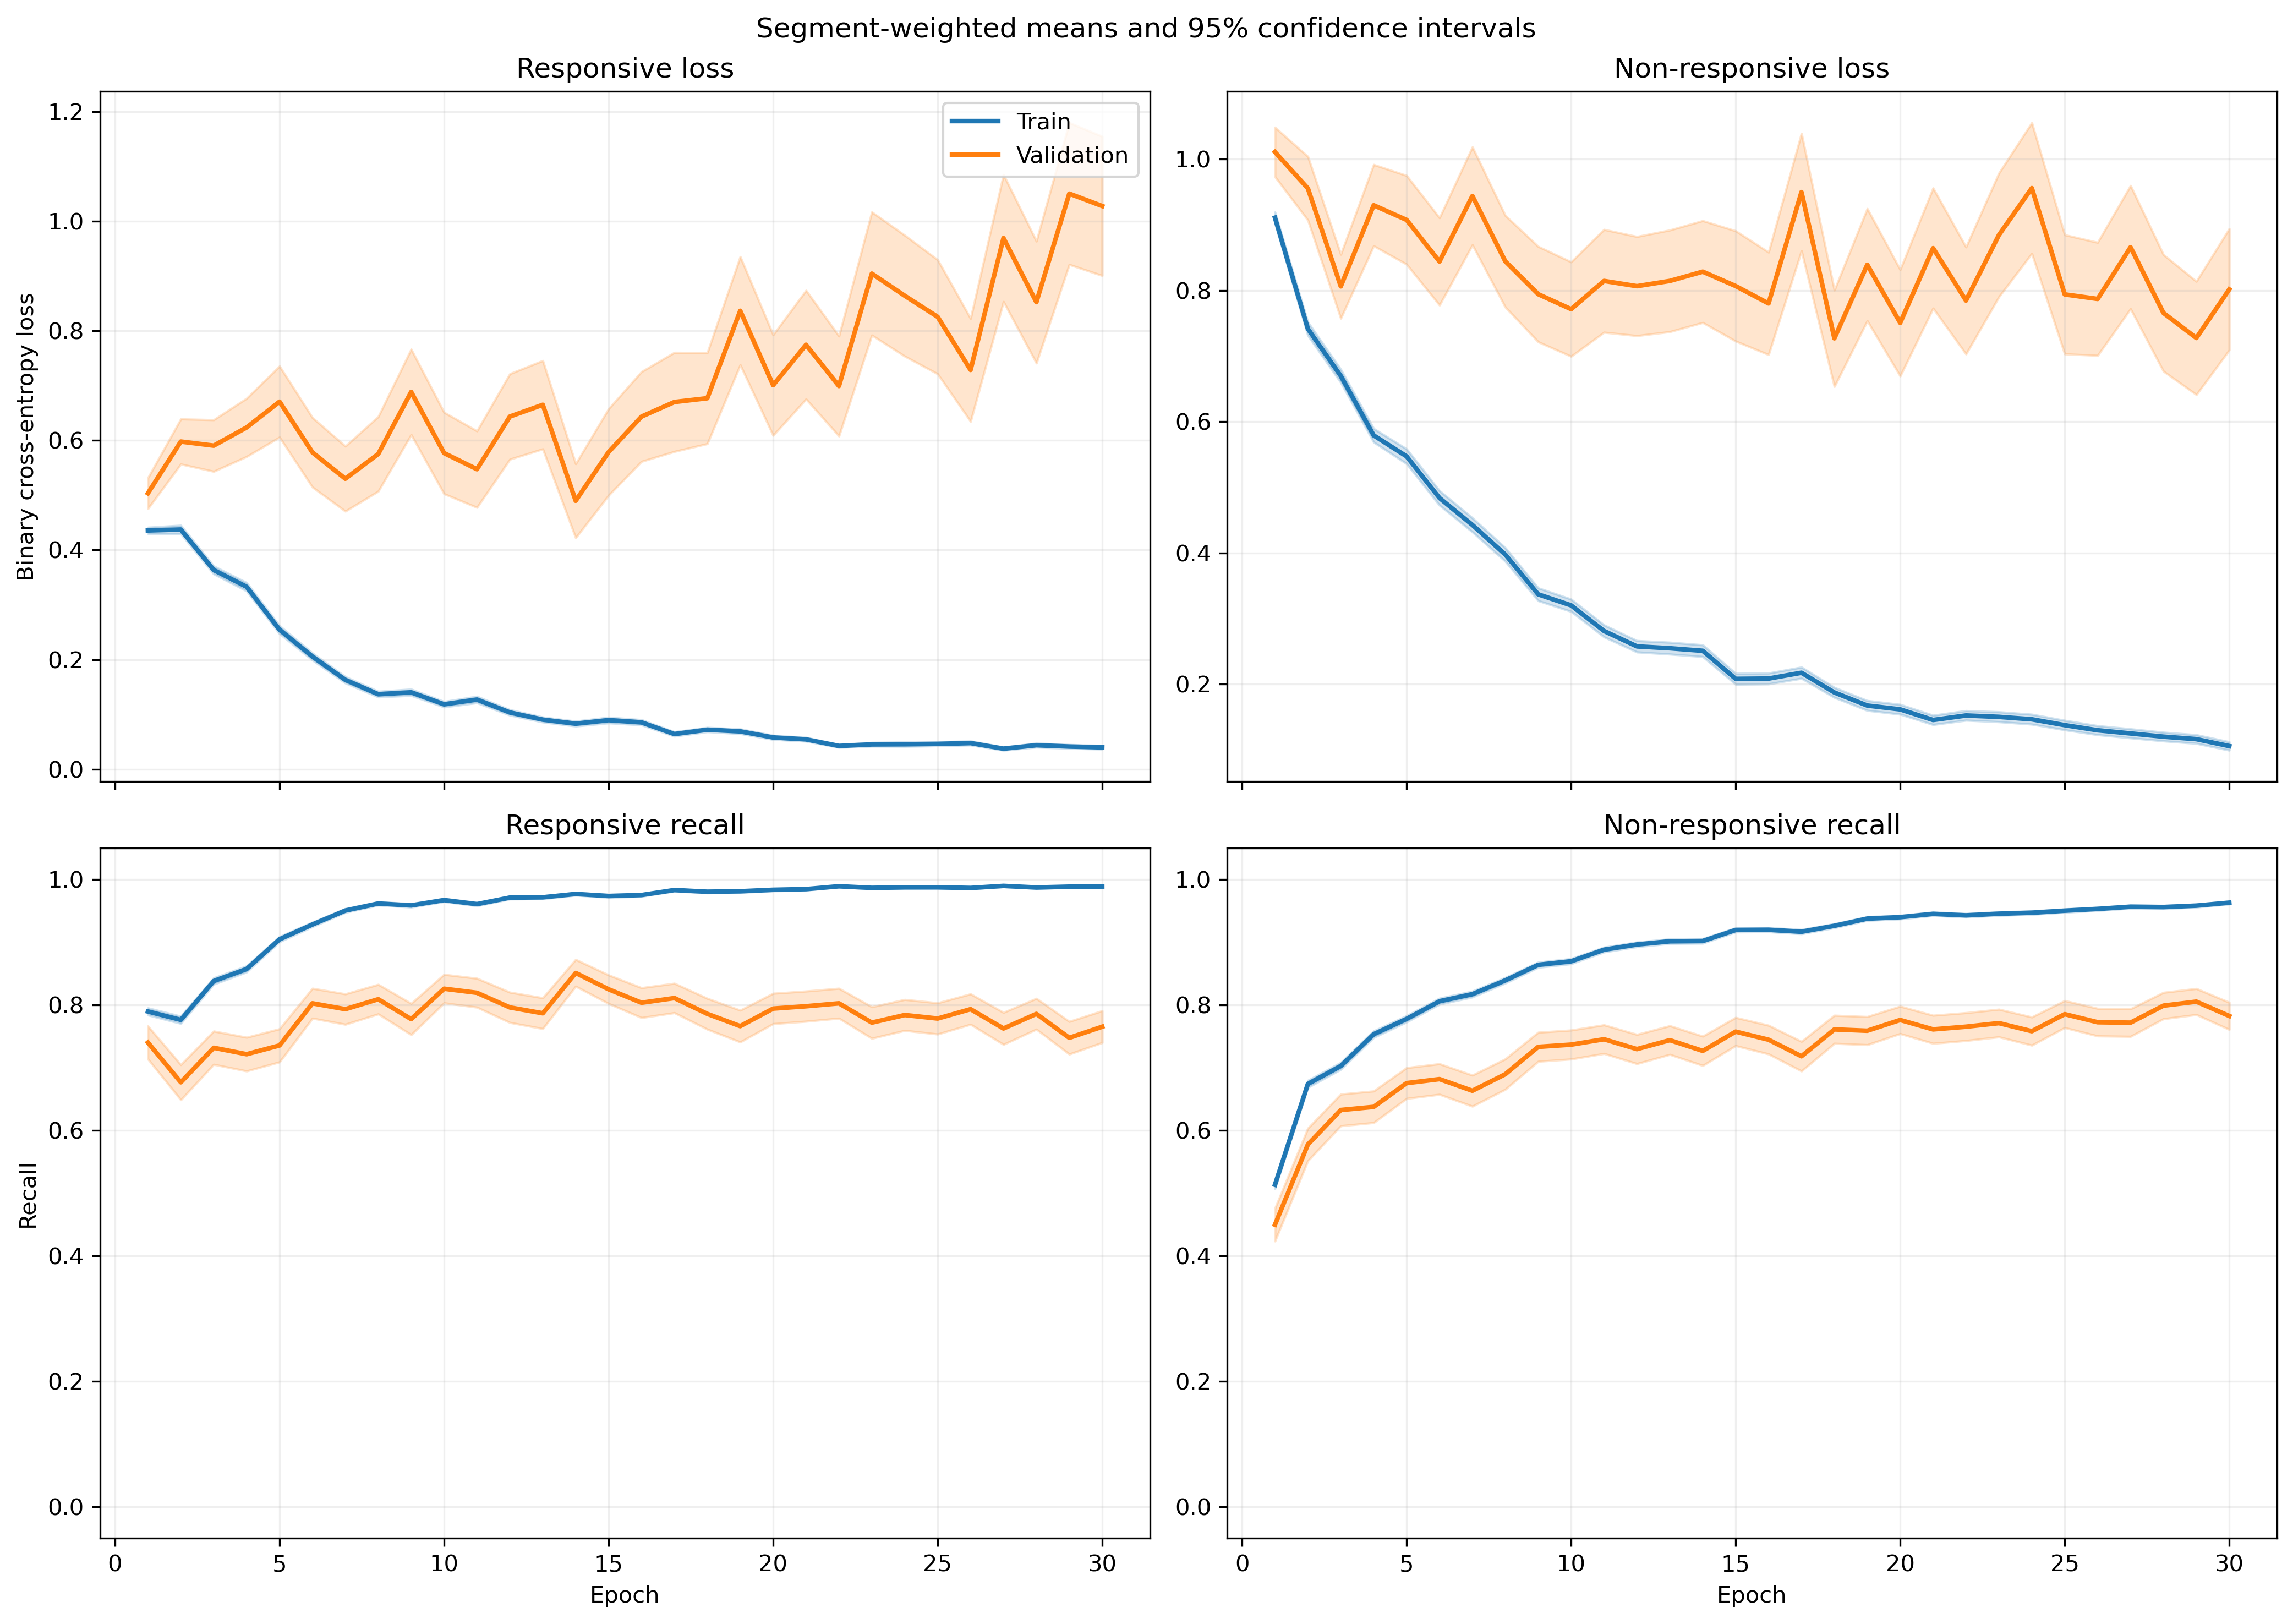 Segment-weighted means and 95% confidence intervals
Responsive loss
Non-responsive loss
Binary cross-entropy loss
1.2
1.0
0.8
0.6
0.4
0.2
0.0
Train
Validation
1.0
0.8
0.6
0.4
0.2
Responsive recall
Non-responsive recall
Recall
1.0
0.8
0.6
0.4
0.2
0.0
0 5 10 15 20 25 30
Epoch
1.0
0.8
0.6
0.4
0.2
0.0
0 5 10 15 20 25 30
Epoch